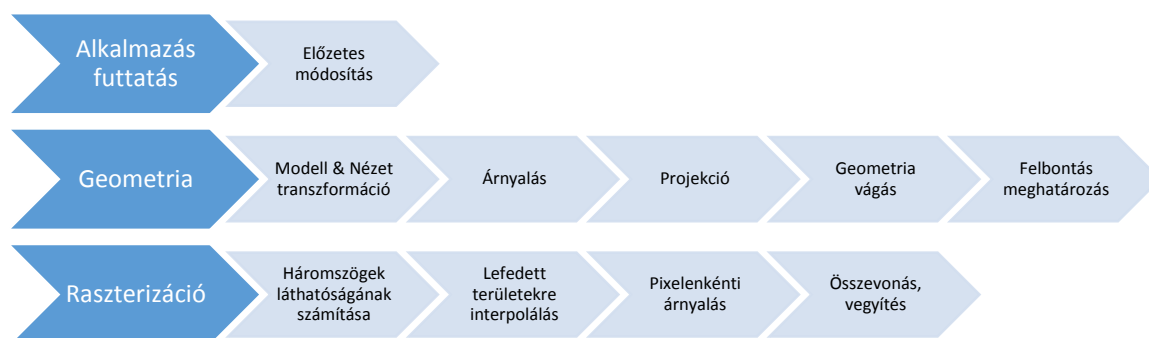 Alkalmazás
futtatás
Előzetes
módosítás
Geometria
Modell & Nézet
transzformáció
Árnyalás
Projekció
Geometria
vágás
Felbontás
meghatározás
Raszterizáció
Háromszögek
láthatóságának
számítása
Lefedett
területekre
interpolálás
Pixelenkénti
árnyalás
Összevonás,
vegyítés